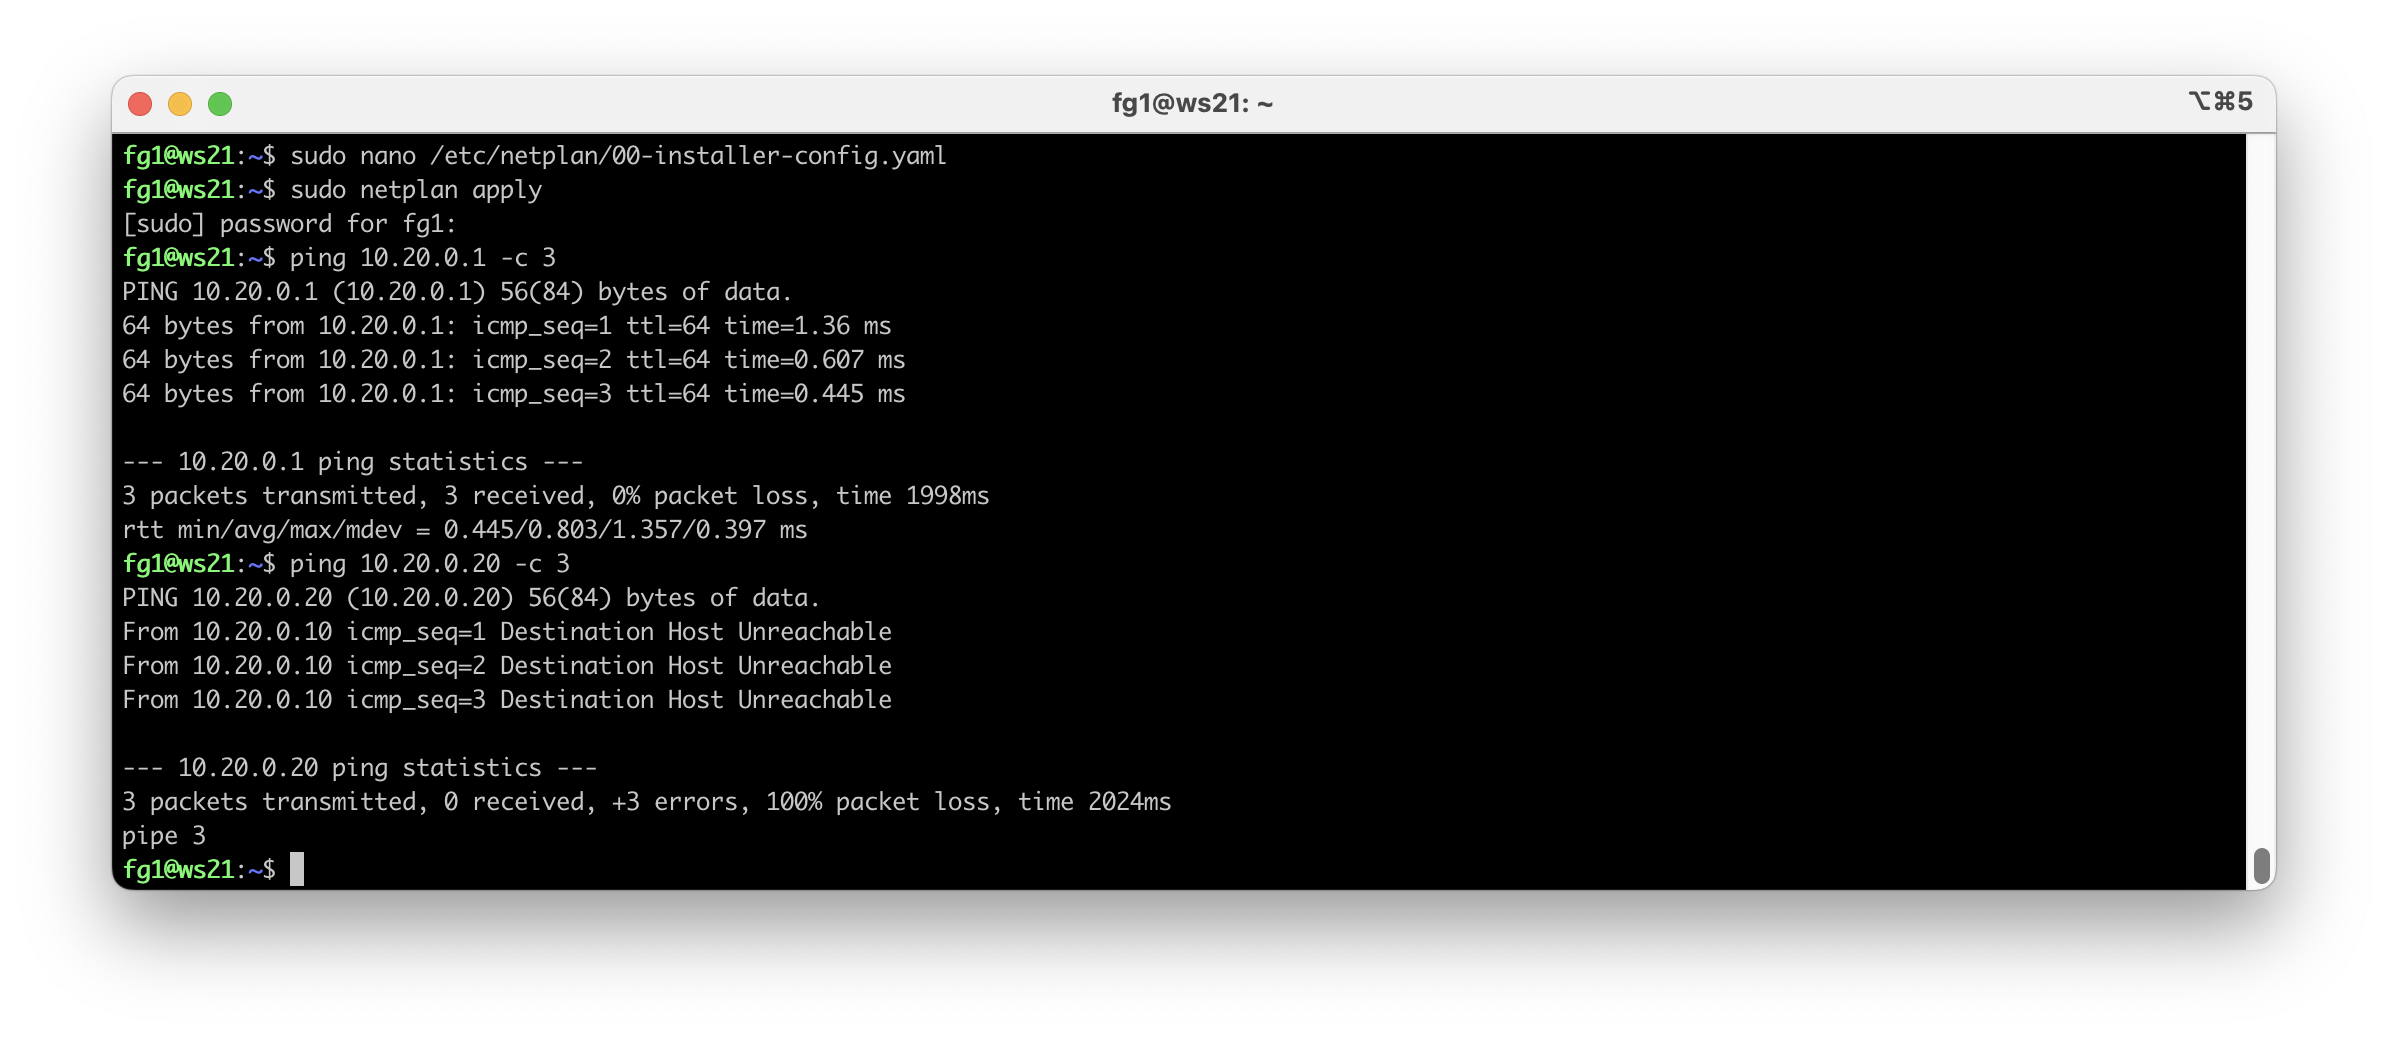 fg1@ws21: ~
⌥⌘5
fg1@ws21:~$ sudo nano /etc/netplan/00-installer-config.yaml
fg1@ws21:~$ sudo netplan apply
[sudo] password for fg1:
fg1@ws21:~$ ping 10.20.0.1 -c 3
PING 10.20.0.1 (10.20.0.1) 56(84) bytes of data.
64 bytes from 10.20.0.1: icmp_seq=1 ttl=64 time=1.36 ms
64 bytes from 10.20.0.1: icmp_seq=2 ttl=64 time=0.607 ms
64 bytes from 10.20.0.1: icmp_seq=3 ttl=64 time=0.445 ms
--- 10.20.0.1 ping statistics ---
3 packets transmitted, 3 received, 0% packet loss, time 1998ms
rtt min/avg/max/mdev = 0.445/0.803/1.357/0.397 ms
fg1@ws21:~$ ping 10.20.0.20 -c 3
PING 10.20.0.20 (10.20.0.20) 56(84) bytes of data.
From 10.20.0.10 icmp_seq=1 Destination Host Unreachable
From 10.20.0.10 icmp_seq=2 Destination Host Unreachable
From 10.20.0.10 icmp_seq=3 Destination Host Unreachable
--- 10.20.0.20 ping statistics ---
3 packets transmitted, 0 received, +3 errors, 100% packet loss, time 2024ms
pipe 3
fg1@ws21:~$